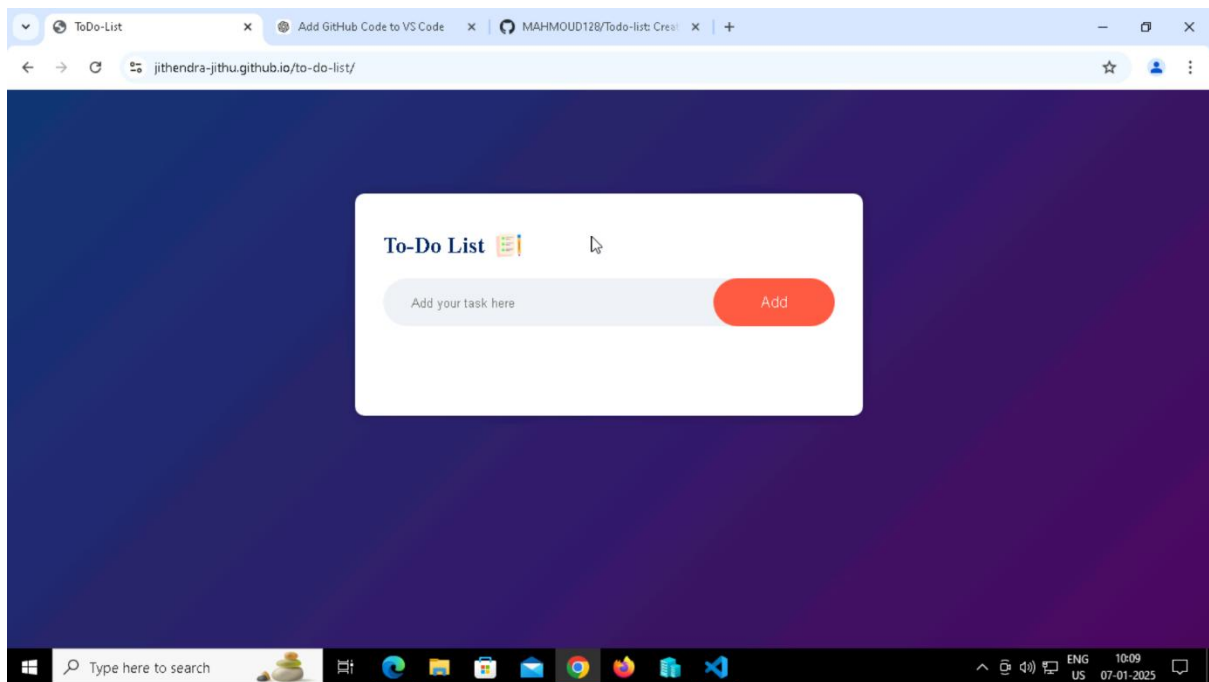 ToDo-List
Add GitHub Code to VS Code
MAHMOUD128/Todo-list: Creat
jithendra-jithu.github.io/to-do-list/
To-Do List
Add your task here
Add
Type here to search
ENG
US
10:09
07-01-2025